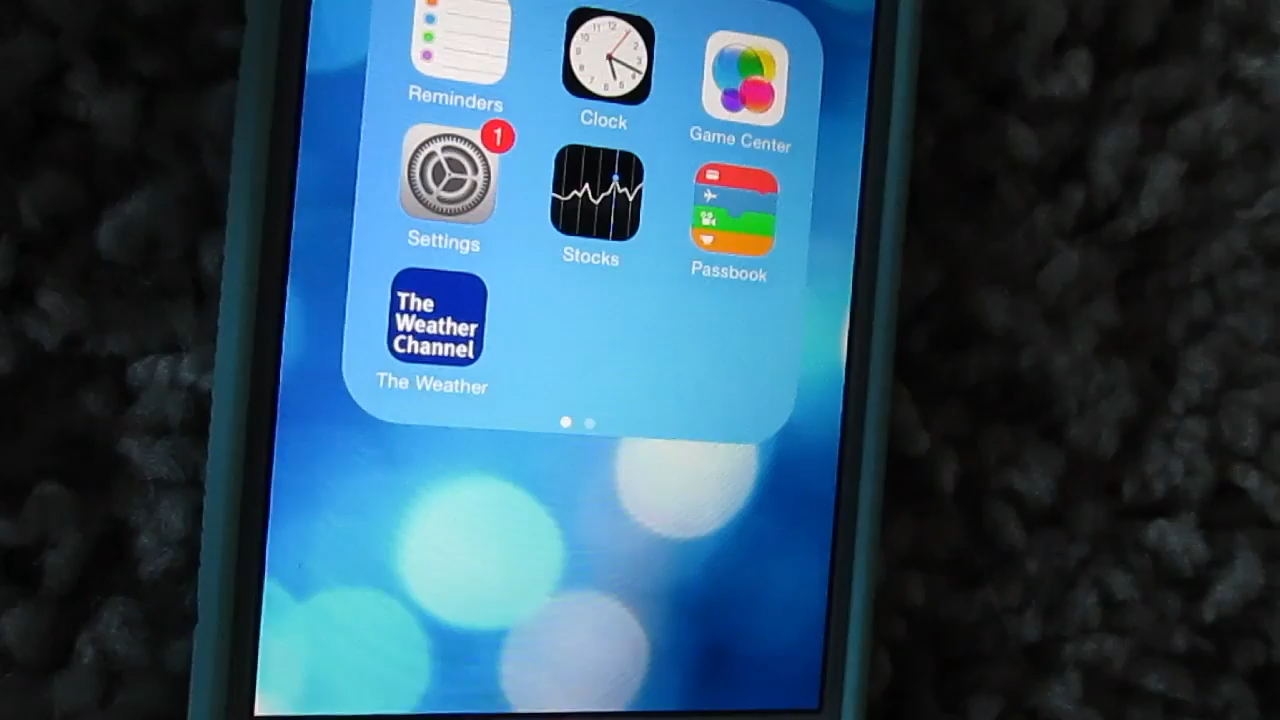 Reminders
Clock
Game Center
1
Settings
Stocks
Passbook
The
Weather
Channel
The Weather